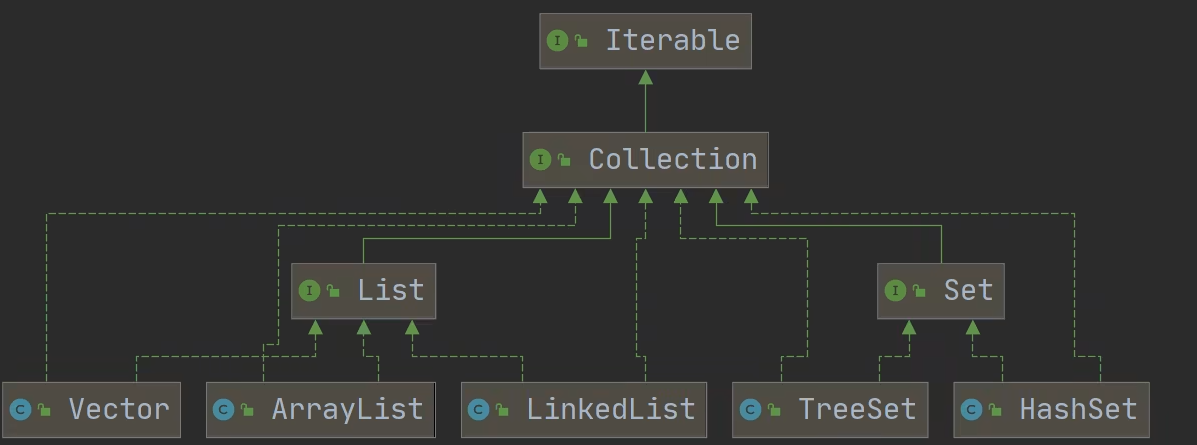 I Iterable
I Collection
I List
I Set
C Vector
C ArrayList
C LinkedList
C TreeSet
C HashSet